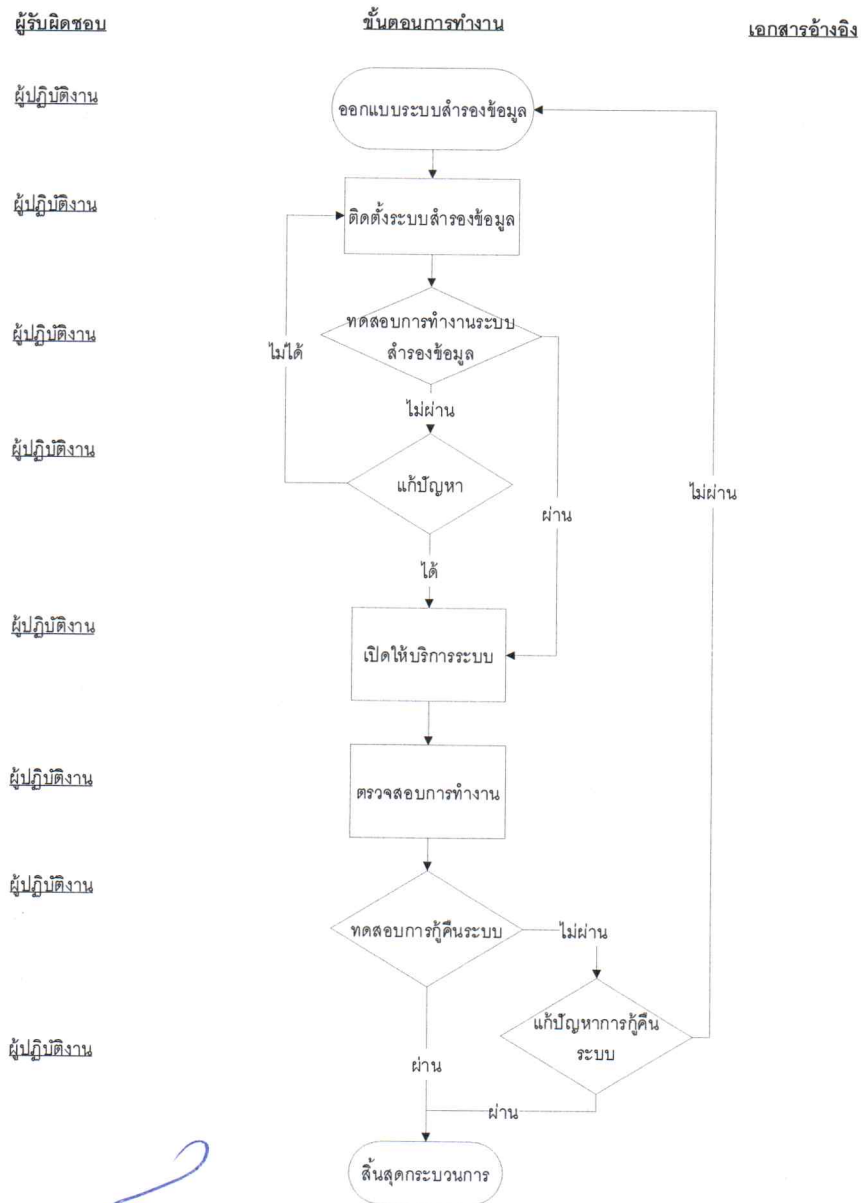 ผู้รับผิดชอบ
ขั้นตอนการทำงาน
เอกสารอ้างอิง
ผู้ปฏิบัติงาน
ออกแบบระบบสำรองข้อมูล
ผู้ปฏิบัติงาน
ติดตั้งระบบสำรองข้อมูล
ผู้ปฏิบัติงาน
ทดสอบการทำงานระบบ
สำรองข้อมูล
ไม่ได้
ไม่ผ่าน
ผู้ปฏิบัติงาน
แก้ปัญหา
ไม่ผ่าน
ผ่าน
ได้
ผู้ปฏิบัติงาน
เปิดให้บริการระบบ
ผู้ปฏิบัติงาน
ตรวจสอบการทำงาน
ผู้ปฏิบัติงาน
ทดสอบการกู้คืนระบบ
ไม่ผ่าน
แก้ปัญหาการกู้คืน
ระบบ
ผู้ปฏิบัติงาน
ผ่าน
ผ่าน
สิ้นสุดกระบวนการ